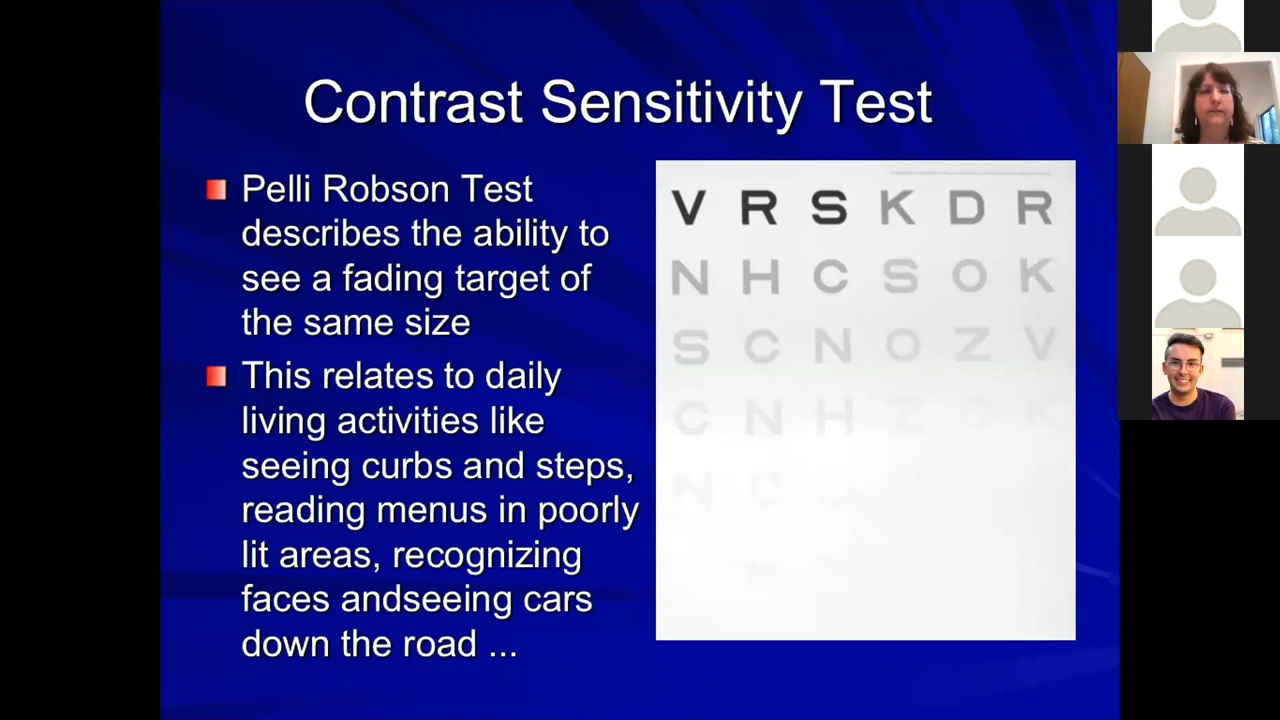 Contrast Sensitivity Test
Pelli Robson Test
describes the ability to
see a fading target of
the same size
This relates to daily
living activities like
seeing curbs and steps,
reading menus in poorly
lit areas, recognizing
faces andseeing cars
down the road ...
V R S K D R
N H C S O K
S C N O Z V
C N H Z O K
N C